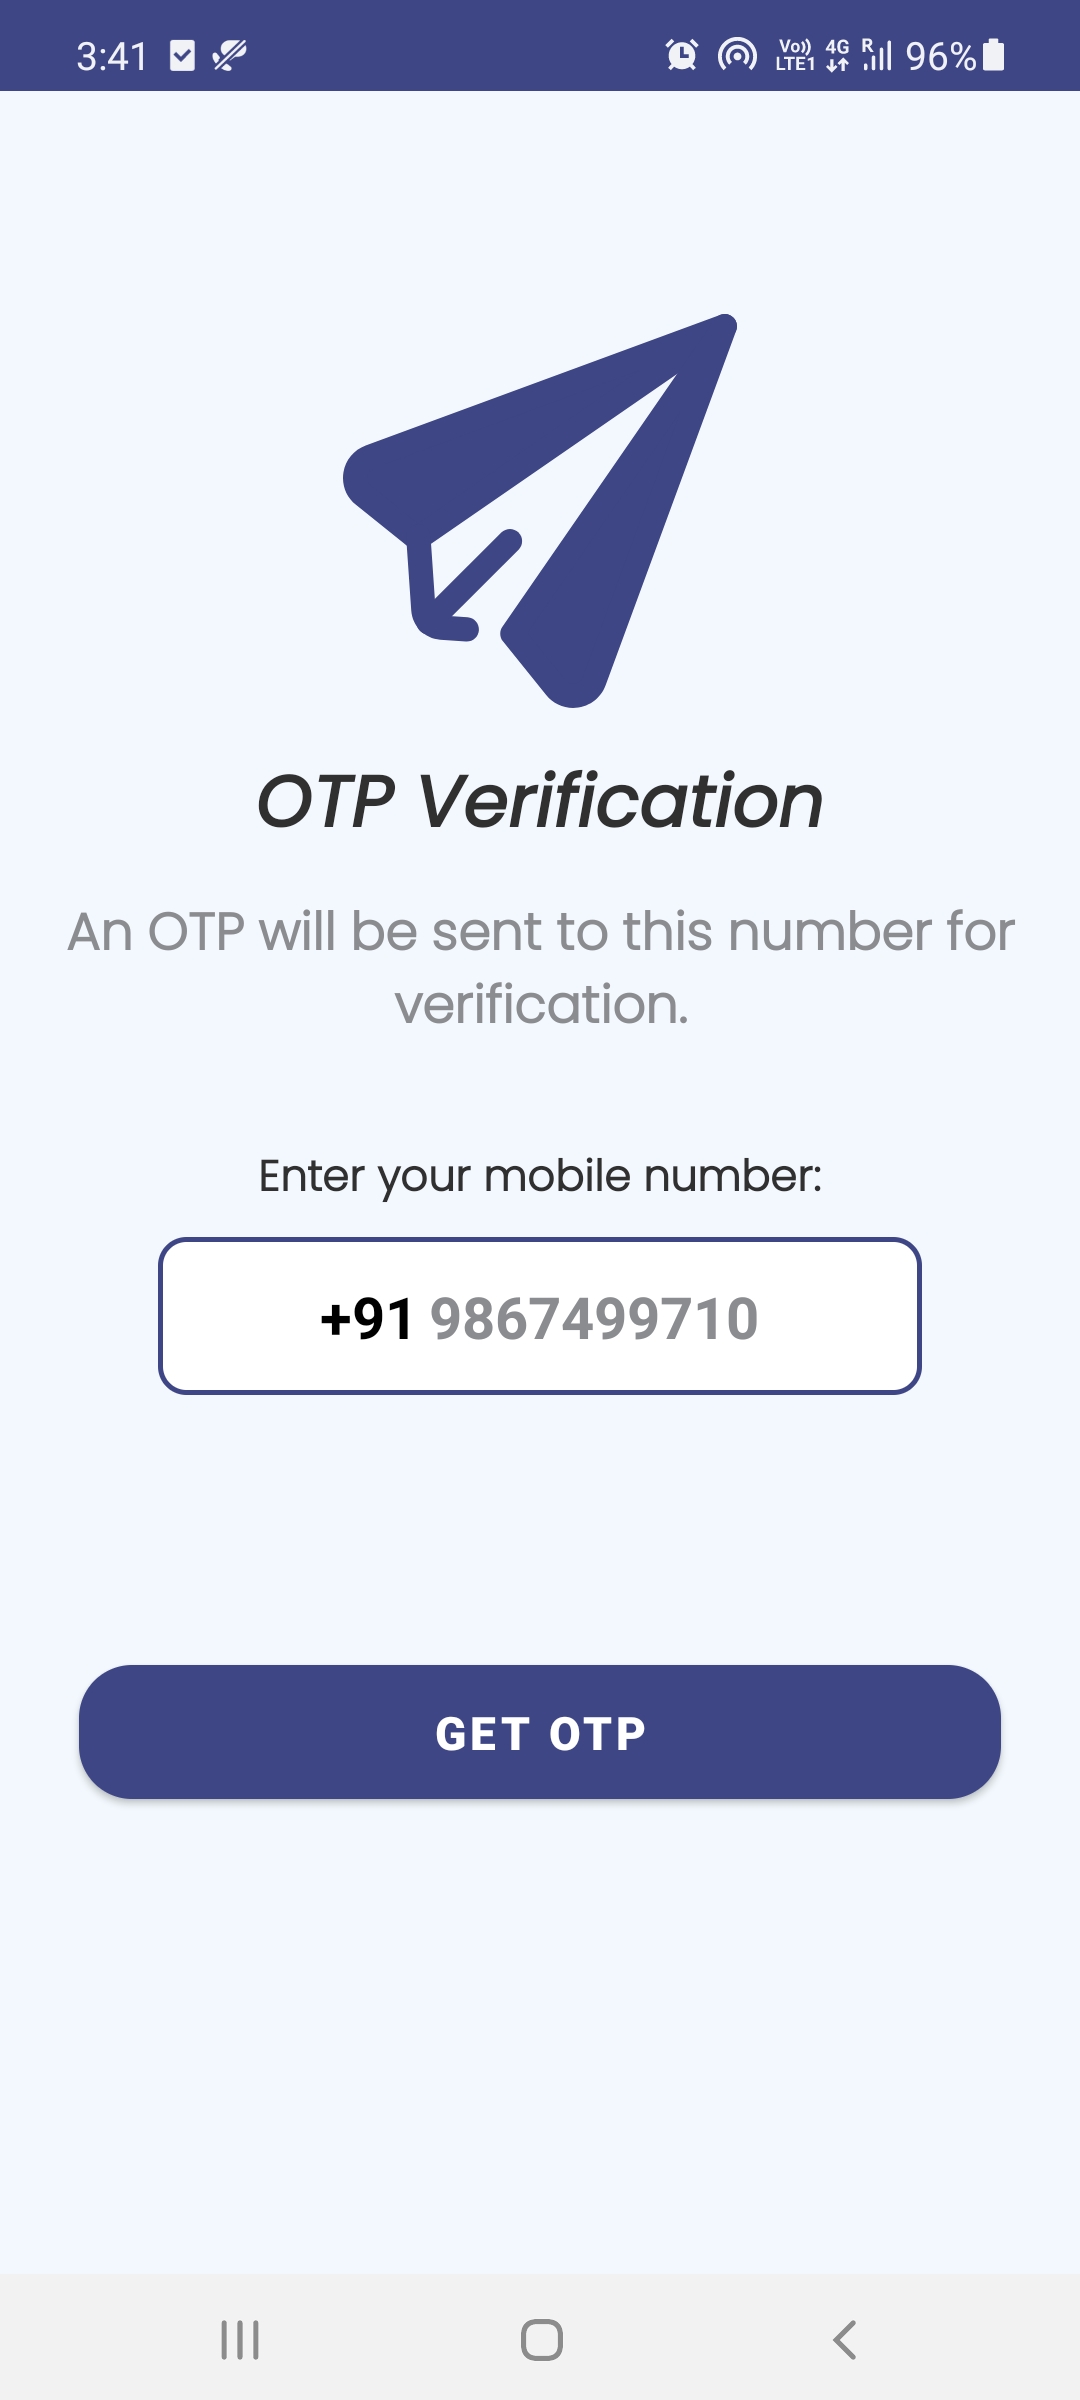 3:41 Vo)) LTE1 4G R 96%
OTP Verification
An OTP will be sent to this number for
verification.
Enter your mobile number:
+91 9867499710
GET OTP